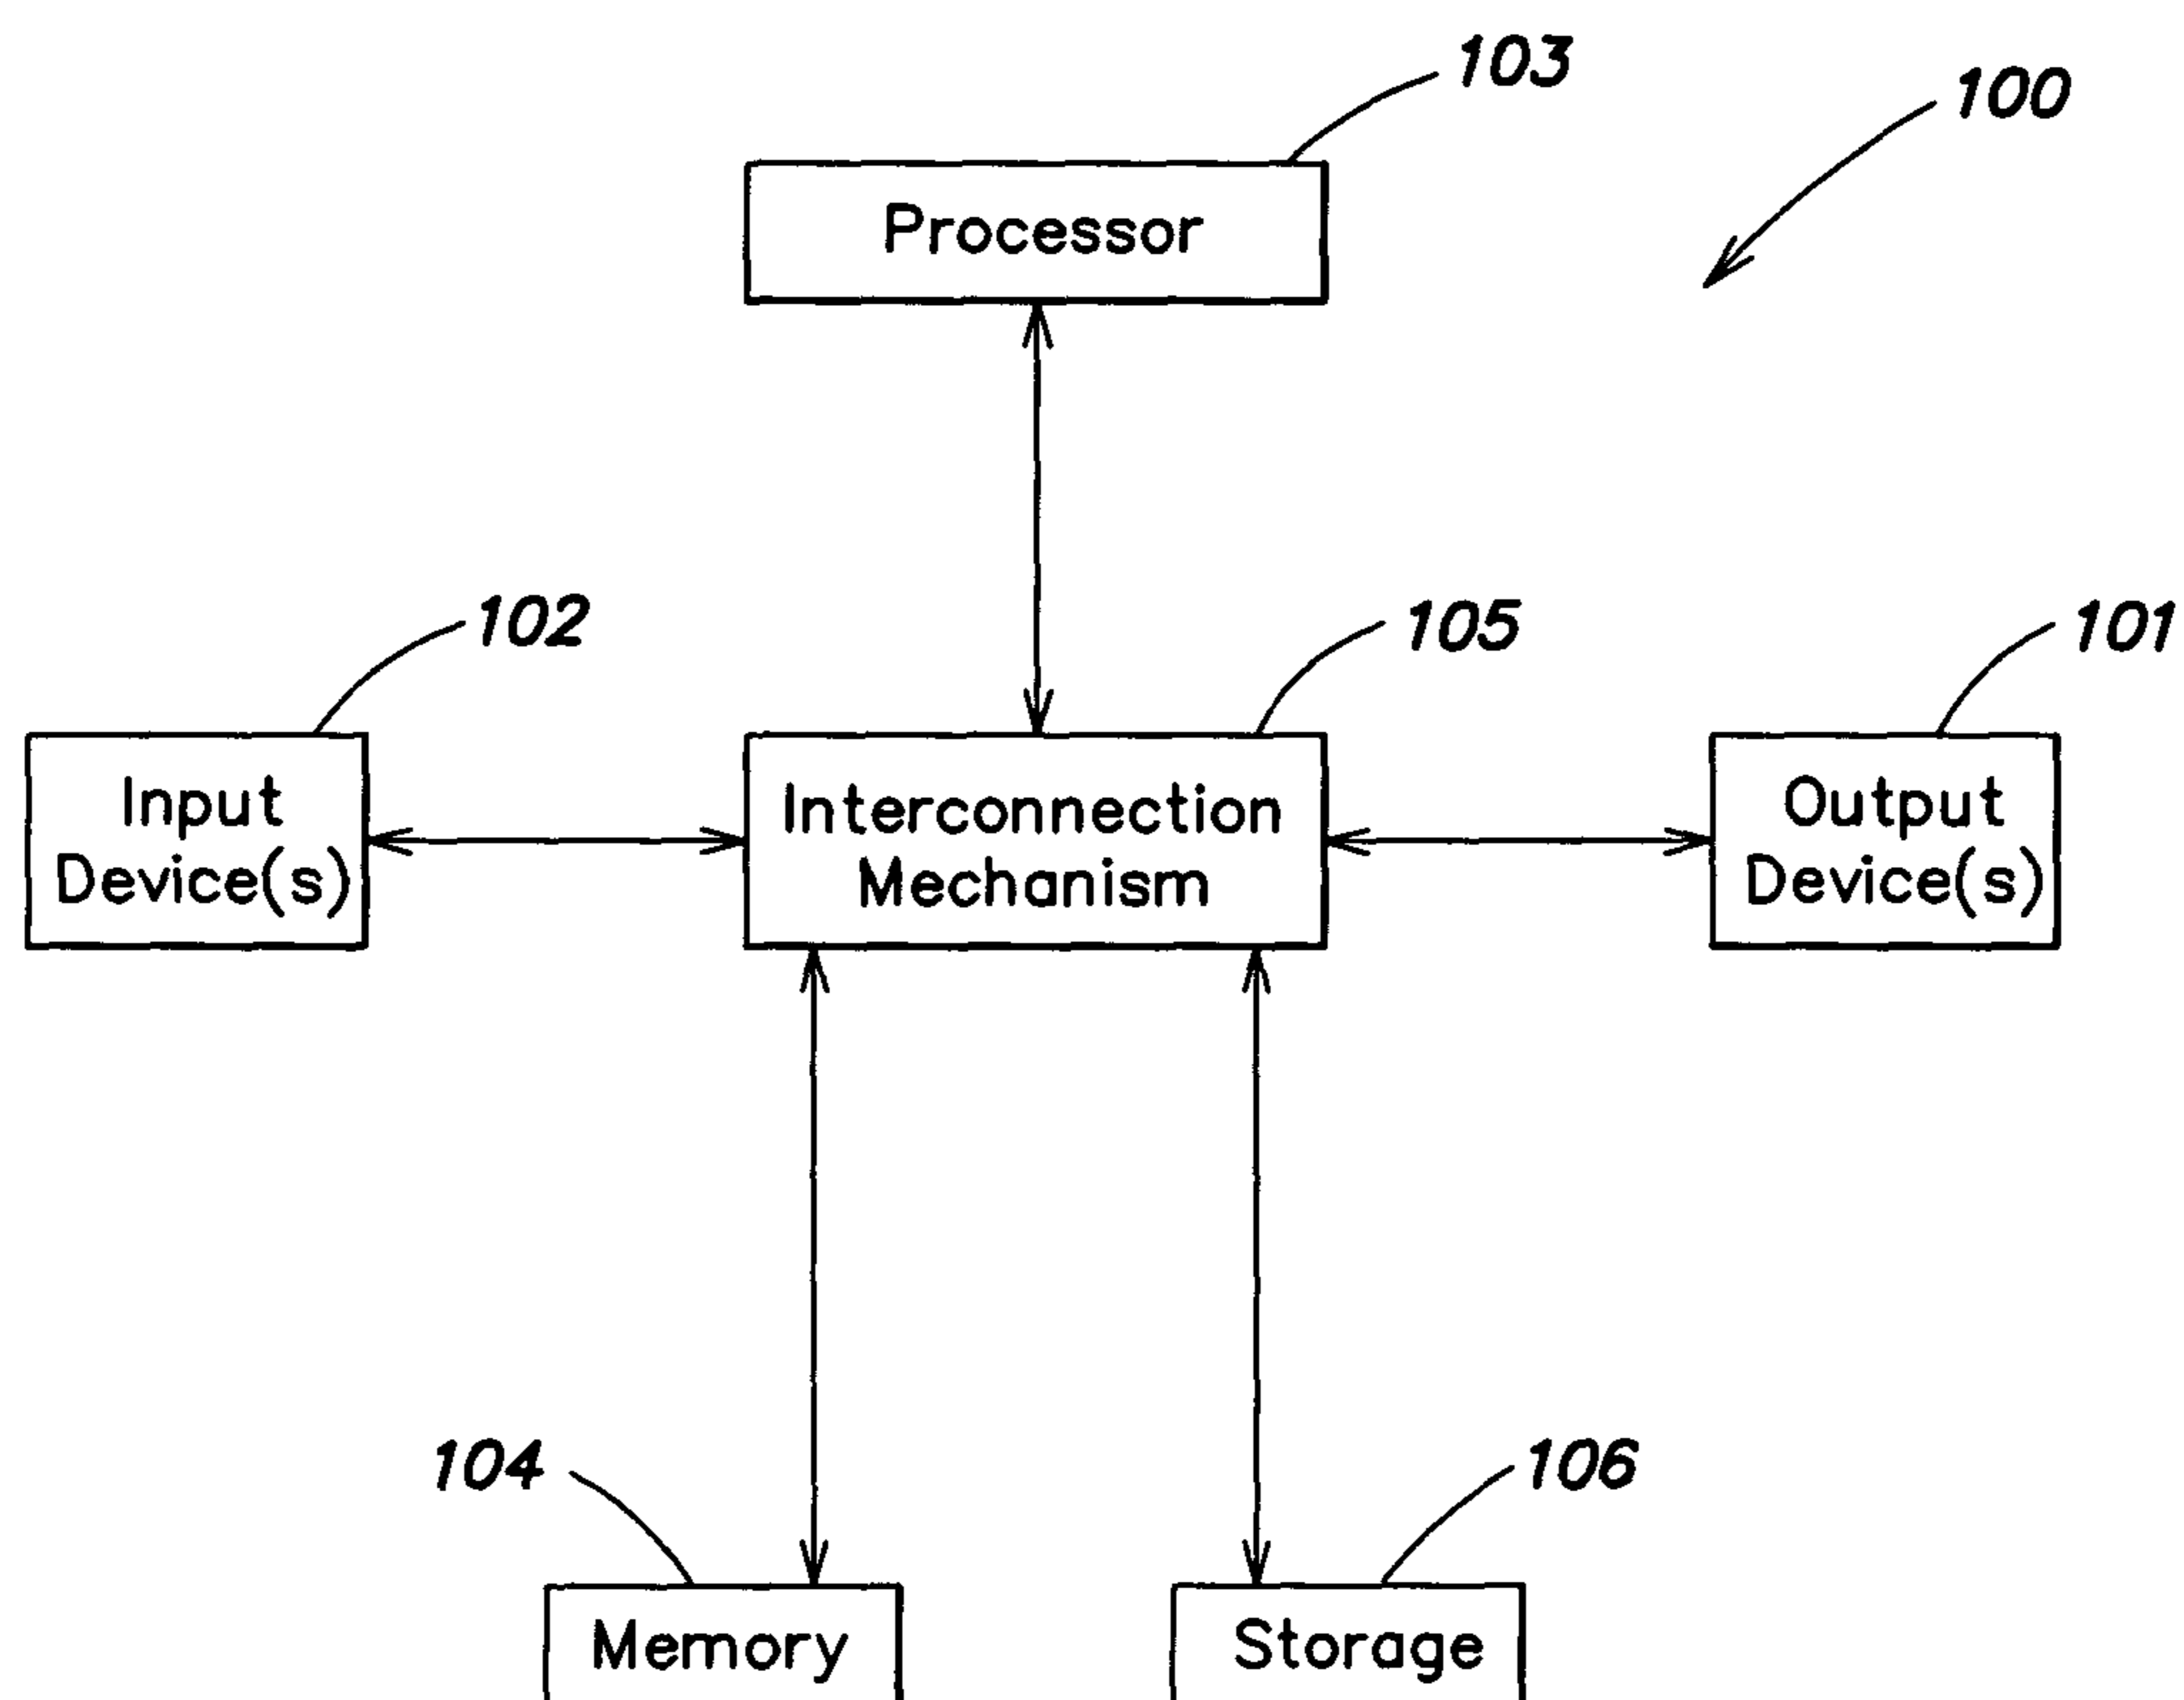 103
100
Processor
102
105
101
Input
Device(s)
Interconnection
Mechanism
Output
Device(s)
104
106
Memory
Storage